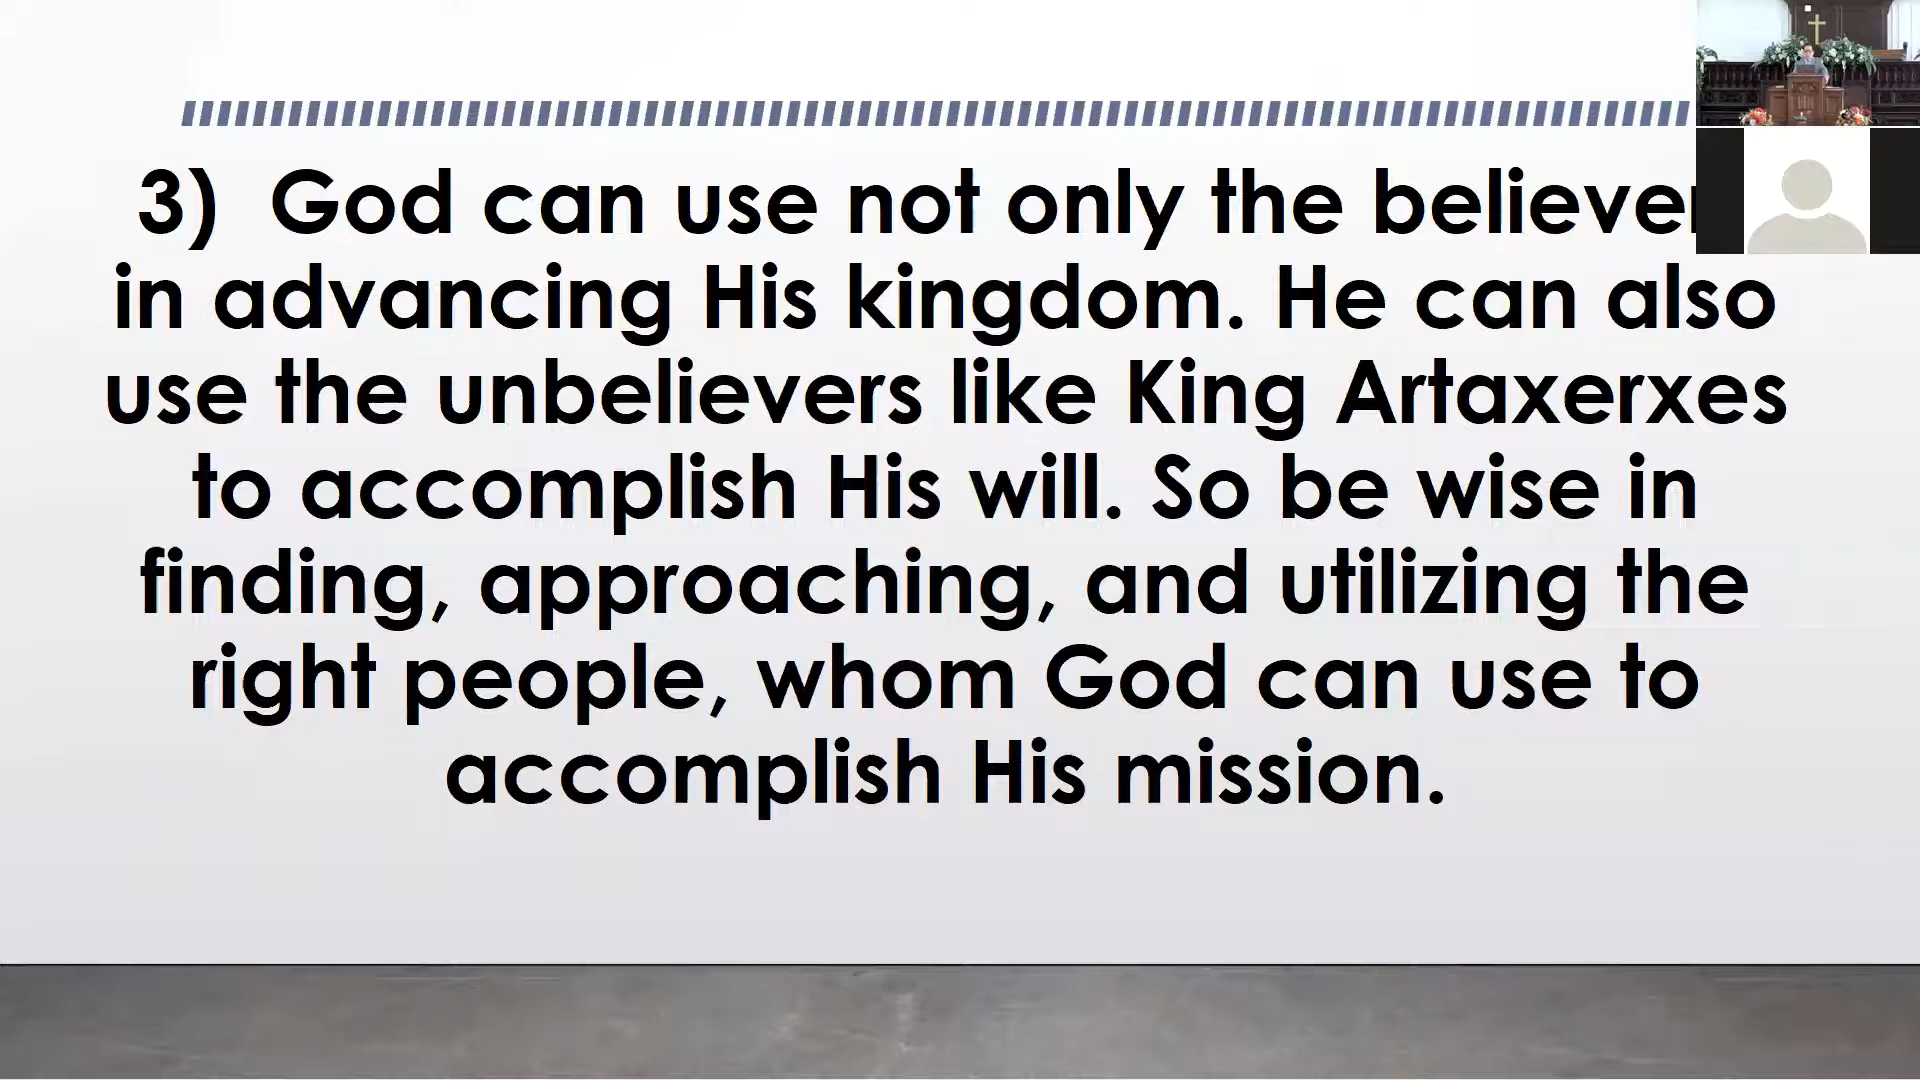 3) God can use not only the believer
in advancing His kingdom. He can also
use the unbelievers like King Artaxerxes
to accomplish His will. So be wise in
finding, approaching, and utilizing the
right people, whom God can use to
accomplish His mission.